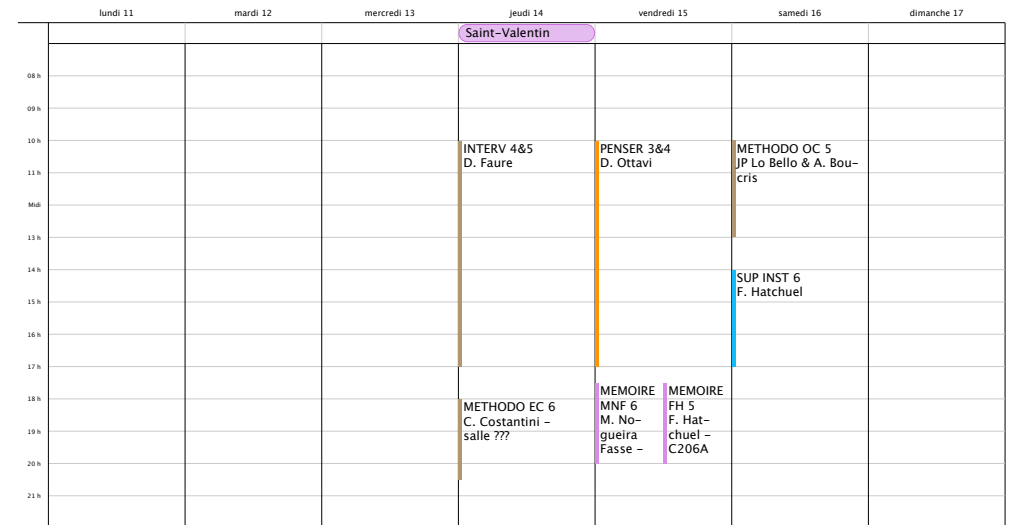 lundi 11
mardi 12
mercredi 13
jeudi 14
vendredi 15
samedi 16
dimanche 17
Saint-Valentin
08 h
09 h
10 h
11 h
Midi
13 h
14 h
15 h
16 h
17 h
18 h
19 h
20 h
21 h
INTERV 4&5
D. Faure
METHODO EC 6
C. Costantini -
salle ???
PENSER 3&4
D. Ottavi
MEMOIRE
MNF 6
M. No-
gueira
Fasse -
MEMOIRE
FH 5
F. Hat-
chuel -
C206A
METHODO OC 5
JP Lo Bello & A. Bou-
cris
SUP INST 6
F. Hatchuel